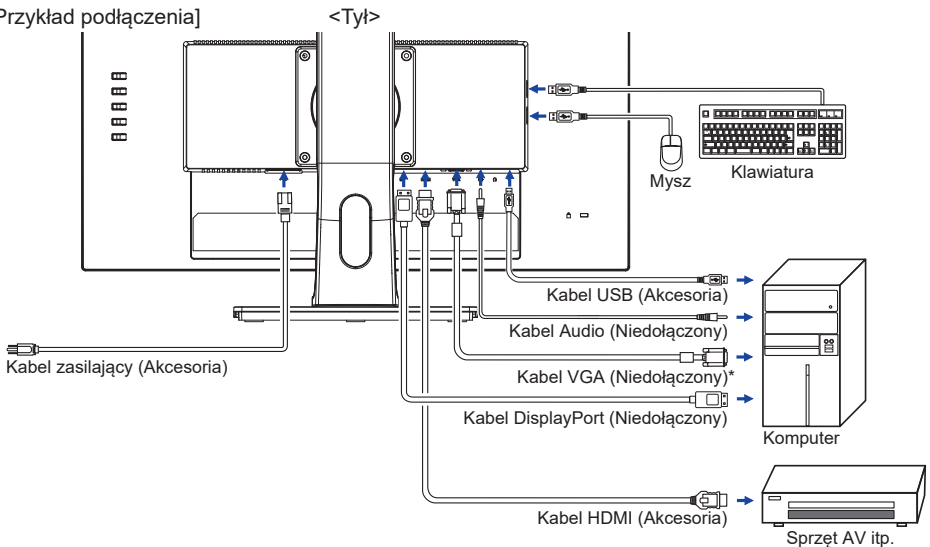 Przykład podłączenia]
<Tył>
Mysz
Klawiatura
Kabel USB (Akcesoria)
Kabel Audio (Niedołączony)
Kabel zasilający (Akcesoria)
Kabel VGA (Niedołączony)*
Kabel DisplayPort (Niedołączony)
Komputer
Kabel HDMI (Akcesoria)
Sprzęt AV itp.